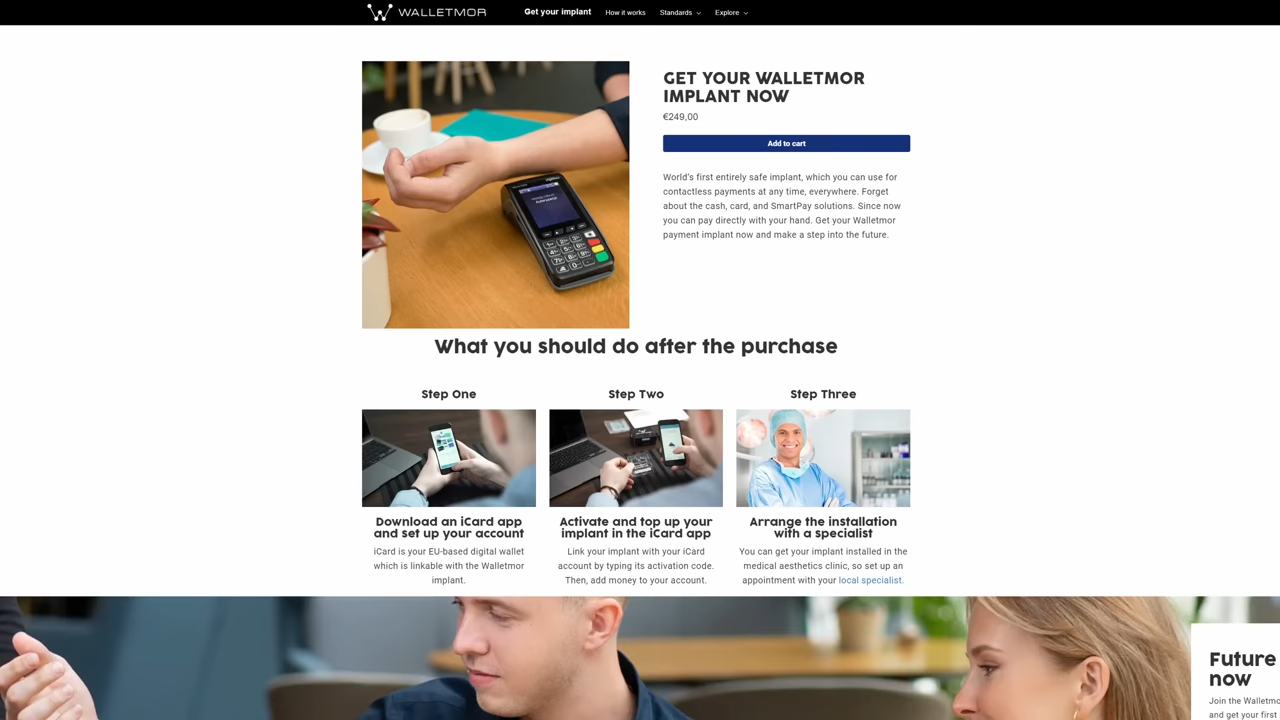 WALLETMOR
Get your implant
How it works
Standards
Explore
GET YOUR WALLETMOR
IMPLANT NOW
€249,00
Add to cart
World's first entirely safe implant, which you can use for
contactless payments at any time, everywhere. Forget
about the cash, card, and SmartPay solutions. Since now
you can pay directly with your hand. Get your Walletmor
payment implant now and make a step into the future.
What you should do after the purchase
Step One
Download an iCard app
and set up your account
iCard is your EU-based digital wallet
which is linkable with the Walletmor
implant.
Step Two
Activate and top up your
implant in the iCard app
Link your implant with your iCard
account by typing its activation code.
Then, add money to your account.
Step Three
Arrange the installation
with a specialist
You can get your implant installed in the
medical aesthetics clinic, so set up an
appointment with your local specialist.
Future
now
Join the Walletmo
and get your first